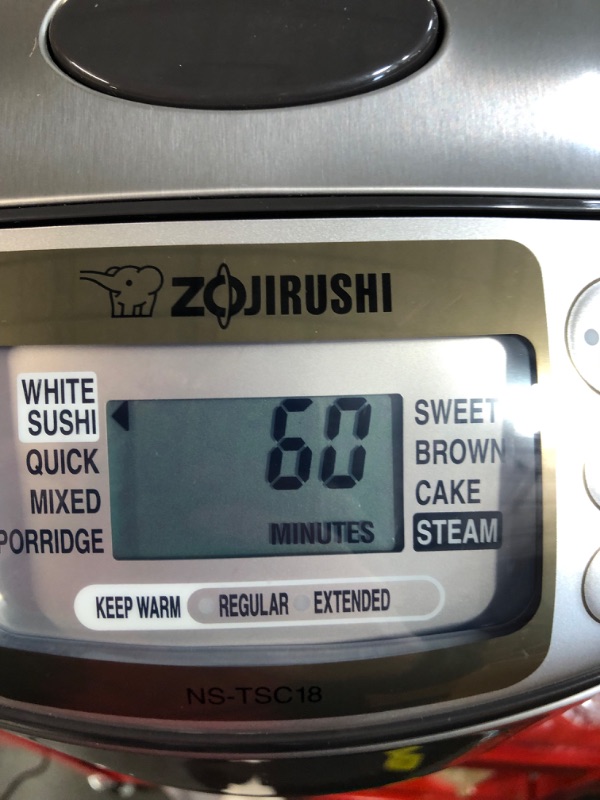 ZOJIRUSHI
WHITE
SUSHI
QUICK
MIXED
PORRIDGE
60
MINUTES
SWEET
BROWN
CAKE
STEAM
KEEP WARM REGULAR EXTENDED
NS-TSC18